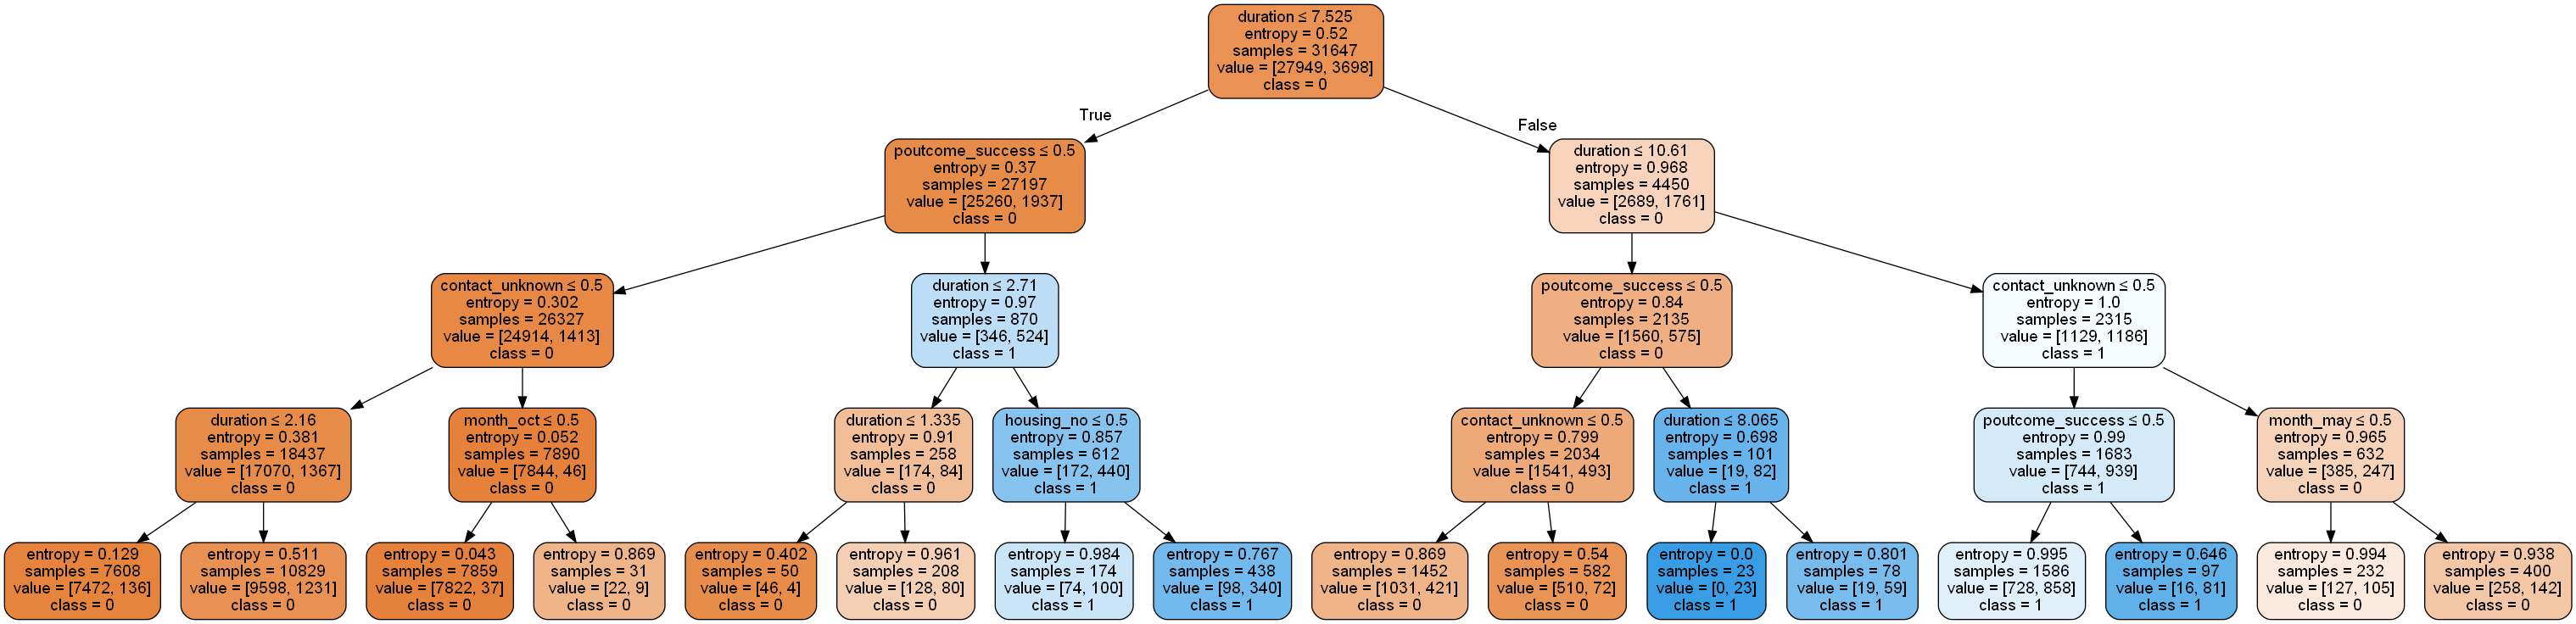 duration ≤ 7.525
entropy = 0.52
samples = 31647
value = [27949, 3698]
class = 0
True
False
poutcome_success ≤ 0.5
entropy = 0.37
samples = 27197
value = [25260, 1937]
class = 0
duration ≤ 10.61
entropy = 0.968
samples = 4450
value = [2689, 1761]
class = 0
contact_unknown ≤ 0.5
entropy = 0.302
samples = 26327
value = [24914, 1413]
class = 0
duration ≤ 2.71
entropy = 0.97
samples = 870
value = [346, 524]
class = 1
poutcome_success ≤ 0.5
entropy = 0.84
samples = 2135
value = [1560, 575]
class = 0
contact_unknown ≤ 0.5
entropy = 1.0
samples = 2315
value = [1129, 1186]
class = 1
duration ≤ 2.16
entropy = 0.381
samples = 18437
value = [17070, 1367]
class = 0
month_oct ≤ 0.5
entropy = 0.052
samples = 7890
value = [7844, 46]
class = 0
duration ≤ 1.335
entropy = 0.91
samples = 258
value = [174, 84]
class = 0
housing_no ≤ 0.5
entropy = 0.857
samples = 612
value = [172, 440]
class = 1
contact_unknown ≤ 0.5
entropy = 0.799
samples = 2034
value = [1541, 493]
class = 0
duration ≤ 8.065
entropy = 0.698
samples = 101
value = [19, 82]
class = 1
poutcome_success ≤ 0.5
entropy = 0.99
samples = 1683
value = [744, 939]
class = 1
month_may ≤ 0.5
entropy = 0.965
samples = 632
value = [385, 247]
class = 0
entropy = 0.129
samples = 7608
value = [7472, 136]
class = 0
entropy = 0.511
samples = 10829
value = [9598, 1231]
class = 0
entropy = 0.043
samples = 7859
value = [7822, 37]
class = 0
entropy = 0.869
samples = 31
value = [22, 9]
class = 0
entropy = 0.402
samples = 50
value = [46, 4]
class = 0
entropy = 0.961
samples = 208
value = [128, 80]
class = 0
entropy = 0.984
samples = 174
value = [74, 100]
class = 1
entropy = 0.767
samples = 438
value = [98, 340]
class = 1
entropy = 0.869
samples = 1452
value = [1031, 421]
class = 0
entropy = 0.54
samples = 582
value = [510, 72]
class = 0
entropy = 0.0
samples = 23
value = [0, 23]
class = 1
entropy = 0.801
samples = 78
value = [19, 59]
class = 1
entropy = 0.995
samples = 1586
value = [728, 858]
class = 1
entropy = 0.646
samples = 97
value = [16, 81]
class = 1
entropy = 0.994
samples = 232
value = [127, 105]
class = 0
entropy = 0.938
samples = 400
value = [258, 142]
class = 0